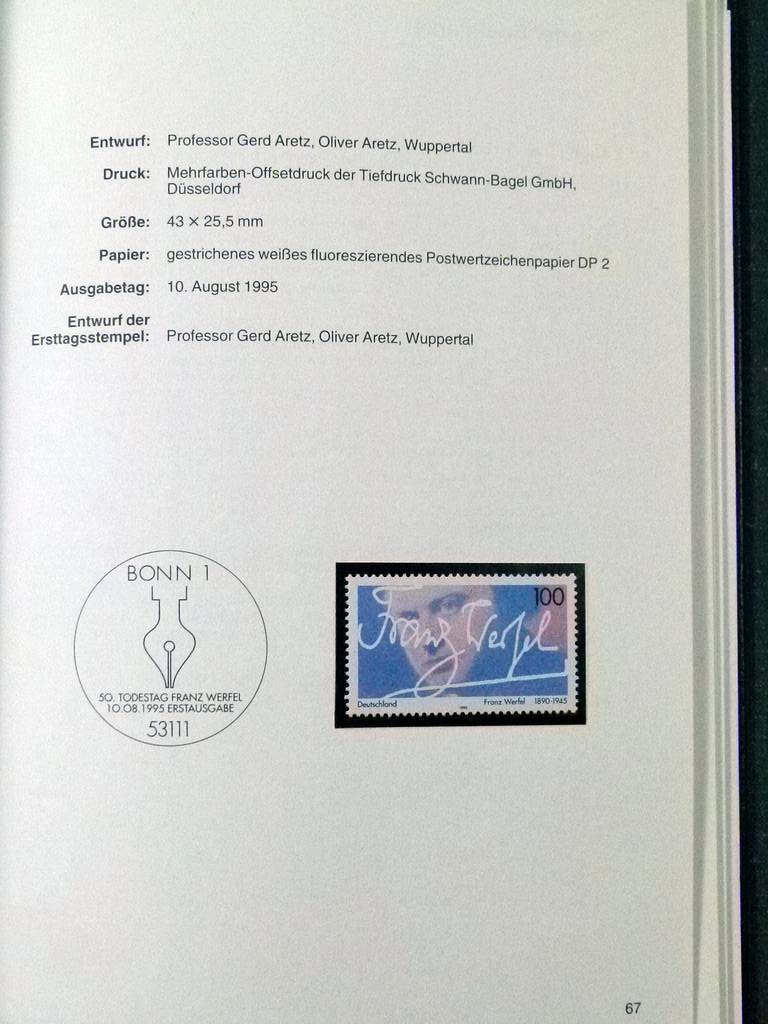 Entwurf: Professor Gerd Aretz, Oliver Aretz, Wuppertal
Druck: Mehrfarben-Offsetdruck der Tiefdruck Schwann-Bagel GmbH,
Düsseldorf
Größe: 43 × 25,5 mm
Papier: gestrichenes weißes fluoreszierendes Postwertzeichenpapier DP 2
Ausgabetag: 10. August 1995
Entwurf der
Ersttagsstempel: Professor Gerd Aretz, Oliver Aretz, Wuppertal
BONN 1
50. TODESTAG FRANZ WERFEL
10.08.1995 ERSTAUSGABE
53111
100
Franz Werfel
Deutschland Franz Werfel 1890-1945
67